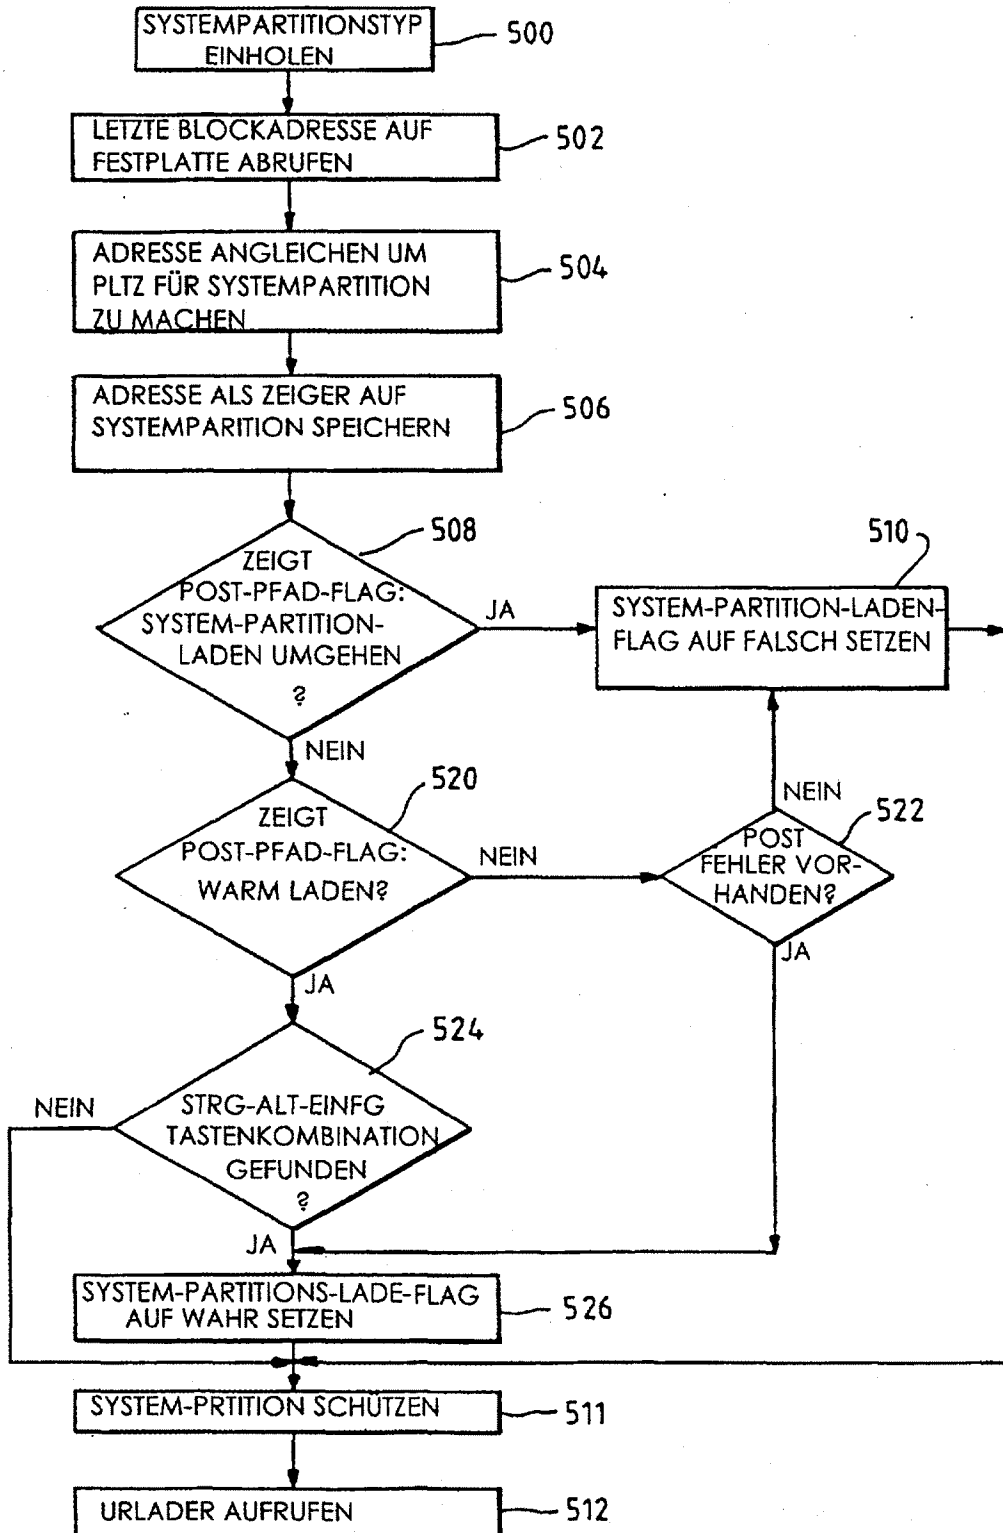 SYSTEMPARTITIONSTYP
EINHOLEN
500
LETZTE BLOCKADRESSE AUF
FESTPLATTE ABRUFEN
502
ADRESSE ANGLEICHEN UM
PLTZ FÜR SYSTEMPARTITION
ZU MACHEN
504
ADRESSE ALS ZEIGER AUF
SYSTEMPARITION SPEICHERN
506
508
ZEIGT
POST-PFAD-FLAG:
SYSTEM-PARTITION-
LADEN UMGEHEN
?
JA
510
SYSTEM-PARTITION-LADEN-
FLAG AUF FALSCH SETZEN
NEIN
520
ZEIGT
POST-PFAD-FLAG:
WARM LADEN?
NEIN
NEIN
522
POST
FEHLER VOR-
HANDEN?
JA
JA
524
NEIN
STRG-ALT-EINFG
TASTENKOMBINATION
GEFUNDEN
?
JA
SYSTEM-PARTITIONS-LADE-FLAG
AUF WAHR SETZEN
526
SYSTEM-PRTITION SCHÜTZEN
511
URLADER AUFRUFEN
512